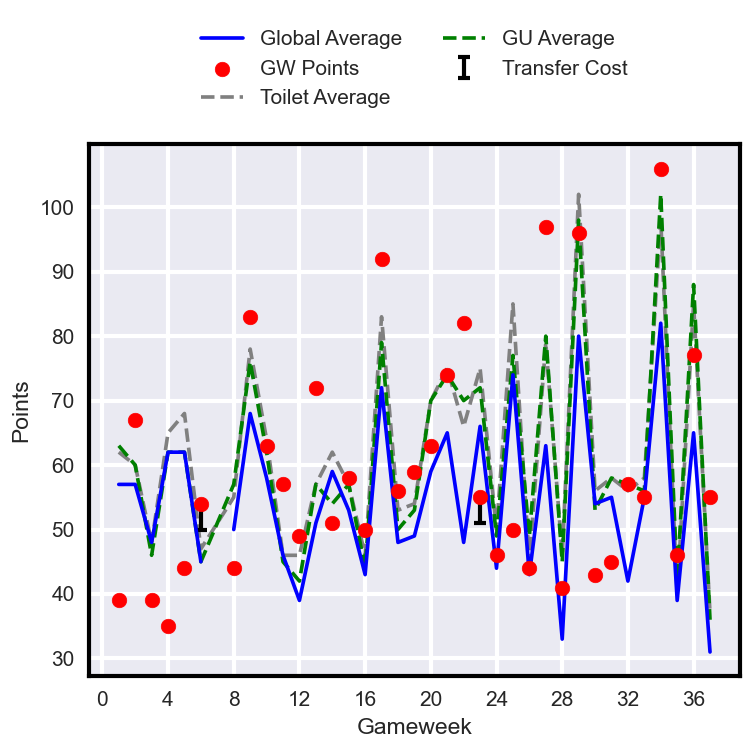 Global Average
GW Points
Toilet Average
GU Average
Transfer Cost
100
90
80
70
60
50
40
30
Points
0 4 8 12 16 20 24 28 32 36
Gameweek